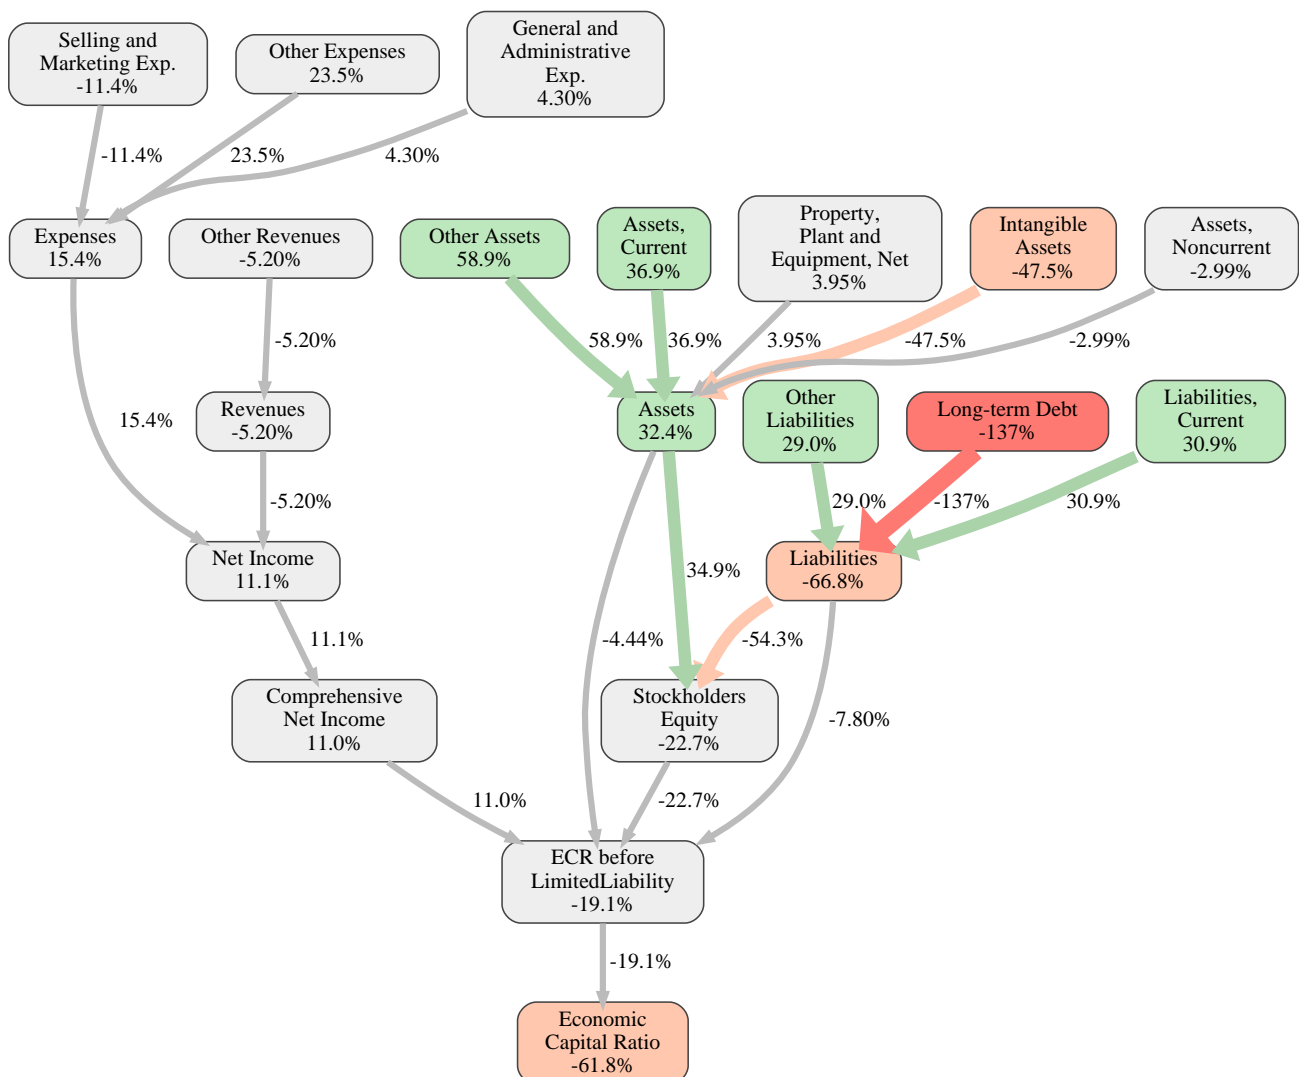 Selling and
Marketing Exp.
-11.4%
Other Expenses
23.5%
General and
Administrative
Exp.
4.30%
-11.4%
23.5%
4.30%
Expenses
15.4%
Other Revenues
-5.20%
Other Assets
58.9%
Assets,
Current
36.9%
Property,
Plant and
Equipment, Net
3.95%
Intangible
Assets
-47.5%
Assets,
Noncurrent
-2.99%
-5.20%
58.9%
36.9%
3.95%
-47.5%
-2.99%
15.4%
Revenues
-5.20%
Assets
32.4%
Other
Liabilities
29.0%
Long-term Debt
-137%
Liabilities,
Current
30.9%
-5.20%
29.0%
-137%
30.9%
Net Income
11.1%
34.9%
Liabilities
-66.8%
11.1%
-4.44%
-54.3%
Comprehensive
Net Income
11.0%
Stockholders
Equity
-22.7%
-7.80%
11.0%
-22.7%
ECR before
LimitedLiability
-19.1%
-19.1%
Economic
Capital Ratio
-61.8%